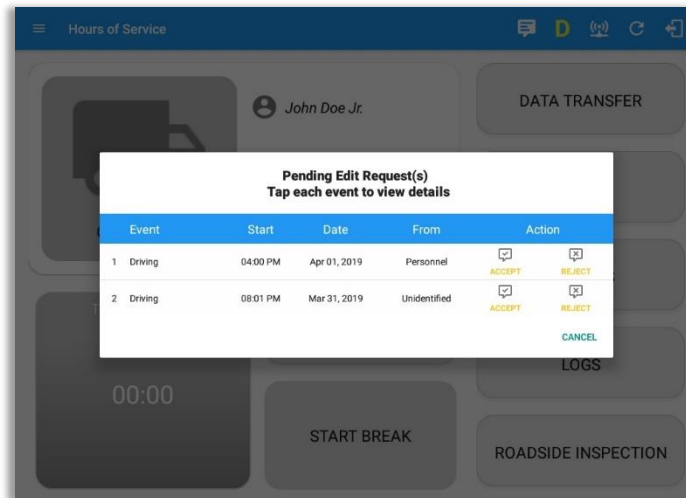 Hours of Service
D
John Doe Jr.
DATA TRANSFER
Pending Edit Request(s)
Tap each event to view details
Event Start Date From Action
1 Driving 04:00 PM Apr 01, 2019 Personnel ACCEPT REJECT
2 Driving 08:01 PM Mar 31, 2019 Unidentified ACCEPT REJECT
CANCEL
LOGS
00:00
START BREAK
ROADSIDE INSPECTION